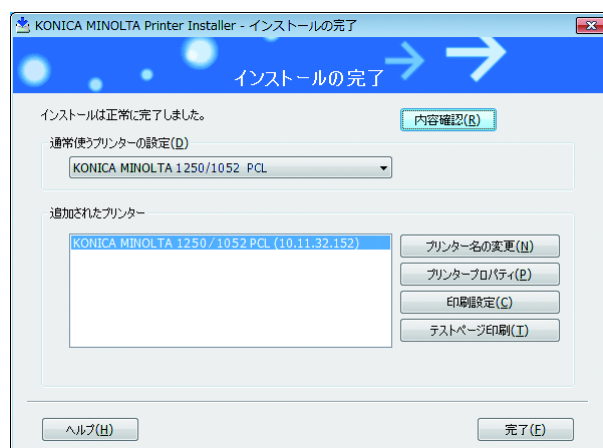 KONICA MINOLTA Printer Installer - インストールの完了
インストールの完了
インストールは正常に完了しました。
内容確認(R)
通常使うプリンターの設定(D)
KONICA MINOLTA 1250/1052 PCL
追加されたプリンター
KONICA MINOLTA 1250/1052 PCL (10.11.32.152)
プリンター名の変更(N)
プリンタープロパティ(P)
印刷設定(C)
テストページ印刷(T)
ヘルプ(H)
完了(F)